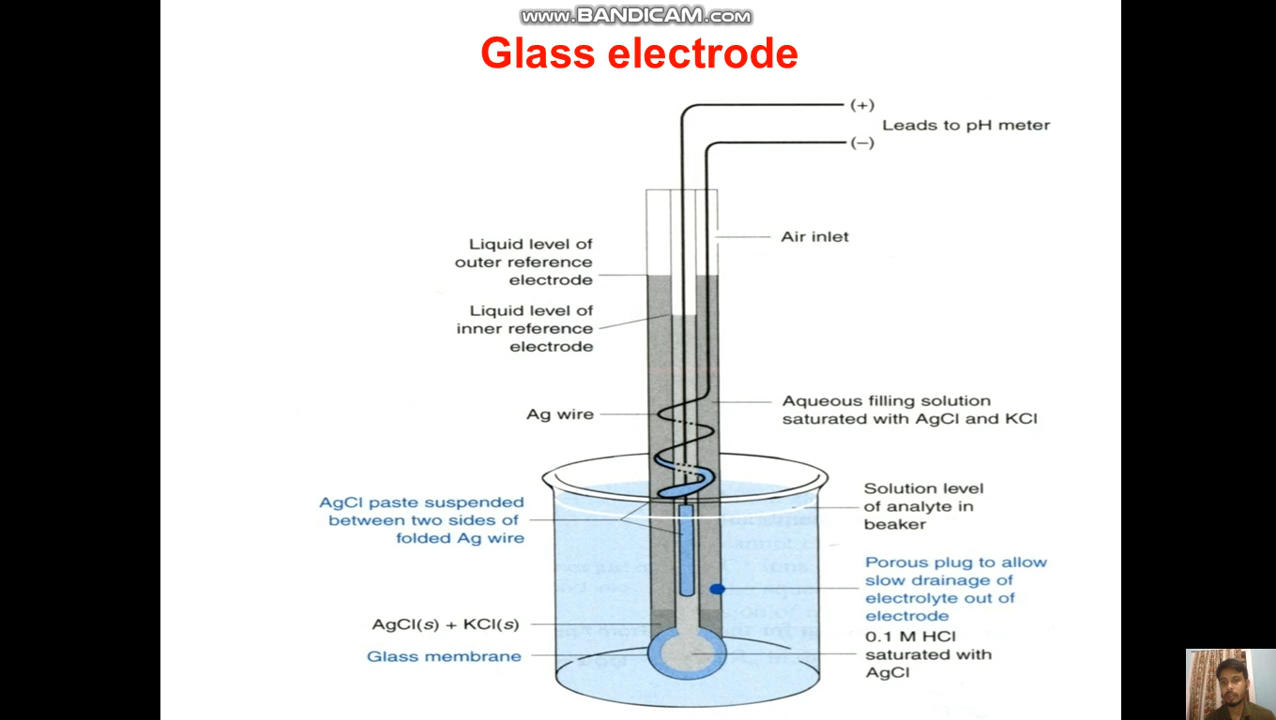 www.BANDICAM.com
Glass electrode
(+)
Leads to pH meter
(–)
Air inlet
Liquid level of
outer reference
electrode
Liquid level of
inner reference
electrode
Ag wire
Aqueous filling solution
saturated with AgCl and KCl
AgCl paste suspended
between two sides of
folded Ag wire
Solution level
of analyte in
beaker
Porous plug to allow
slow drainage of
electrolyte out of
electrode
AgCl(s) + KCl(s)
Glass membrane
0.1 M HCl
saturated with
AgCl